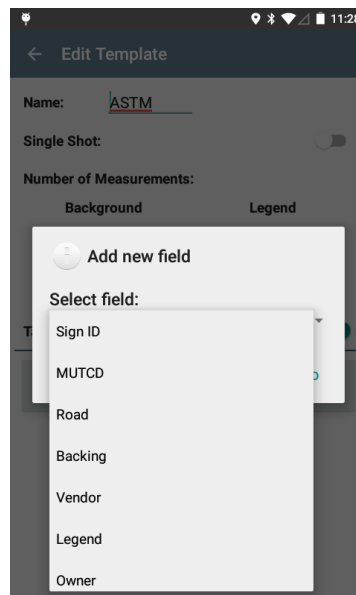 11:28
Edit Template
Name: ASTM
Single Shot:
Number of Measurements:
Background Legend
Add new field
Select field:
Sign ID
MUTCD
Road
Backing
Vendor
Legend
Owner